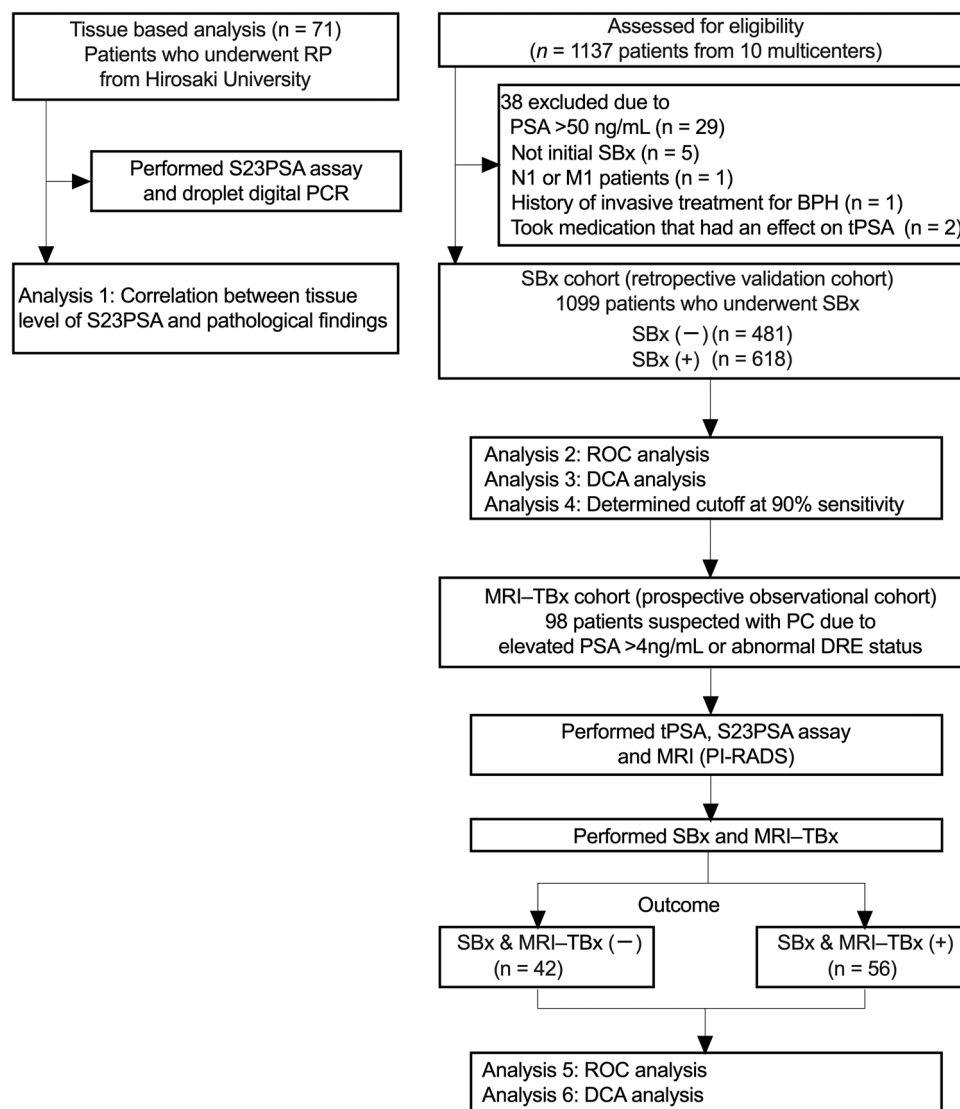 Tissue based analysis (n = 71)
Patients who underwent RP
from Hirosaki University
Performed S23PSA assay
and droplet digital PCR
Analysis 1: Correlation between tissue
level of S23PSA and pathological findings
Assessed for eligibility
(n = 1137 patients from 10 multicenters)
38 excluded due to
PSA >50 ng/mL (n = 29)
Not initial SBx (n = 5)
N1 or M1 patients (n = 1)
History of invasive treatment for BPH (n = 1)
Took medication that had an effect on tPSA (n = 2)
SBx cohort (retropective validation cohort)
1099 patients who underwent SBx
SBx (−) (n = 481)
SBx (+) (n = 618)
Analysis 2: ROC analysis
Analysis 3: DCA analysis
Analysis 4: Determined cutoff at 90% sensitivity
MRI–TBx cohort (prospective observational cohort)
98 patients suspected with PC due to
elevated PSA >4ng/mL or abnormal DRE status
Performed tPSA, S23PSA assay
and MRI (PI-RADS)
Performed SBx and MRI–TBx
Outcome
SBx & MRI–TBx (−)
(n = 42)
SBx & MRI–TBx (+)
(n = 56)
Analysis 5: ROC analysis
Analysis 6: DCA analysis